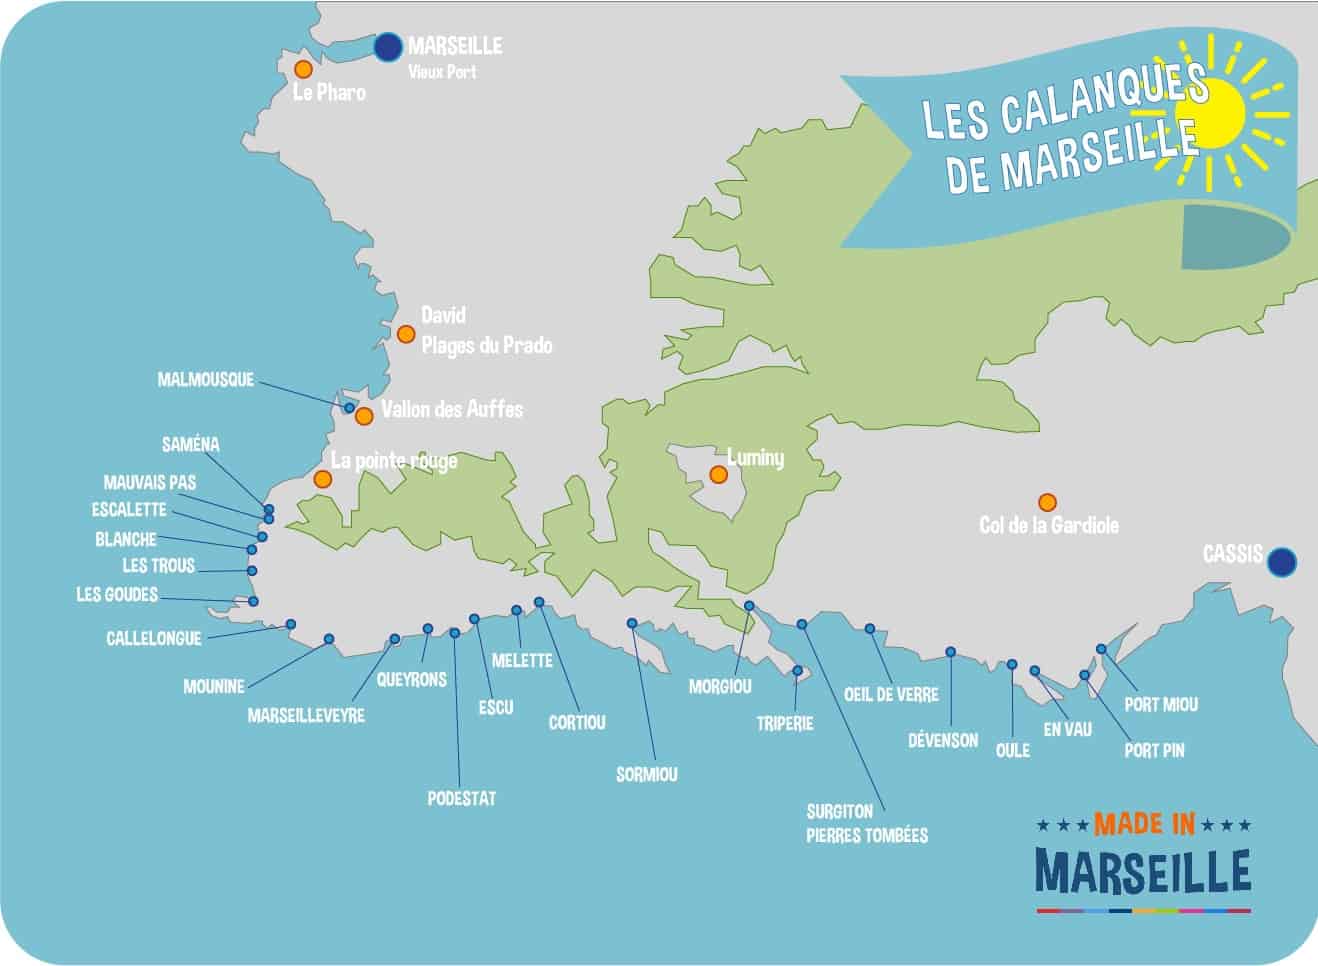 MARSEILLE
Vieux Port
Le Pharo
LES CALANQUES
DE MARSEILLE
David
Plages du Prado
MALMOUSQUE
Vallon des Auffes
SAMÉNA
La pointe rouge
Luminy
MAUVAIS PAS
ESCALETTE
BLANCHE
LES TROUS
LES GOUDES
CALLELONGUE
Col de la Gardiole
CASSIS
MOUNINE
MARSEILLEVEYRE
QUEYRONS
PODESTAT
ESCU
MELETTE
CORTIOU
SORMIOU
MORGIOU
TRIPERIE
SURGITON
PIERRES TOMBÉES
OEIL DE VERRE
DÉVENSON
OULE
EN VAU
PORT PIN
PORT MIOU
MADE IN
MARSEILLE